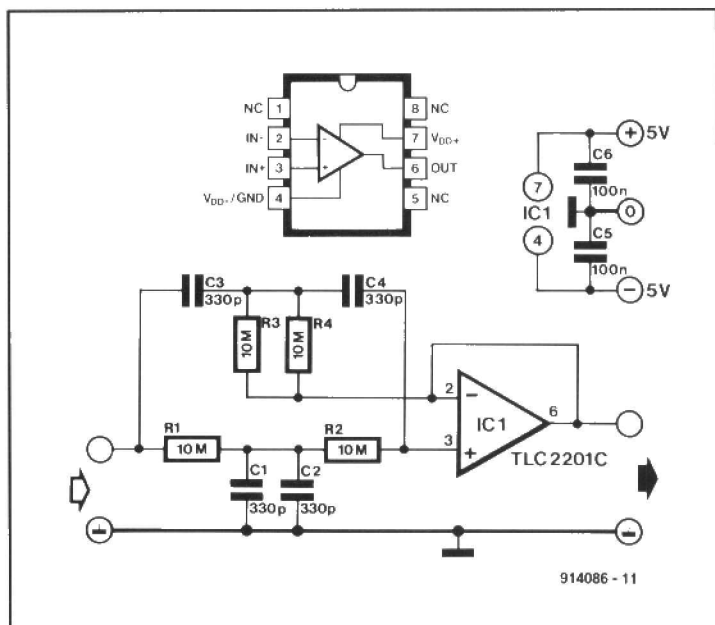 NC 1
8 NC
IN- 2
7 VDD+
IN+ 3
6 OUT
VDD-/GND 4
5 NC
-
+
+ 5V
C6
100n
7
IC1
0
4
C5
100n
- 5V
C3
330p
C4
330p
R3
10M
R4
10M
R1
10M
R2
10M
C1
330p
C2
330p
2
-
3
+
IC1
6
TLC2201C
914086 - 11